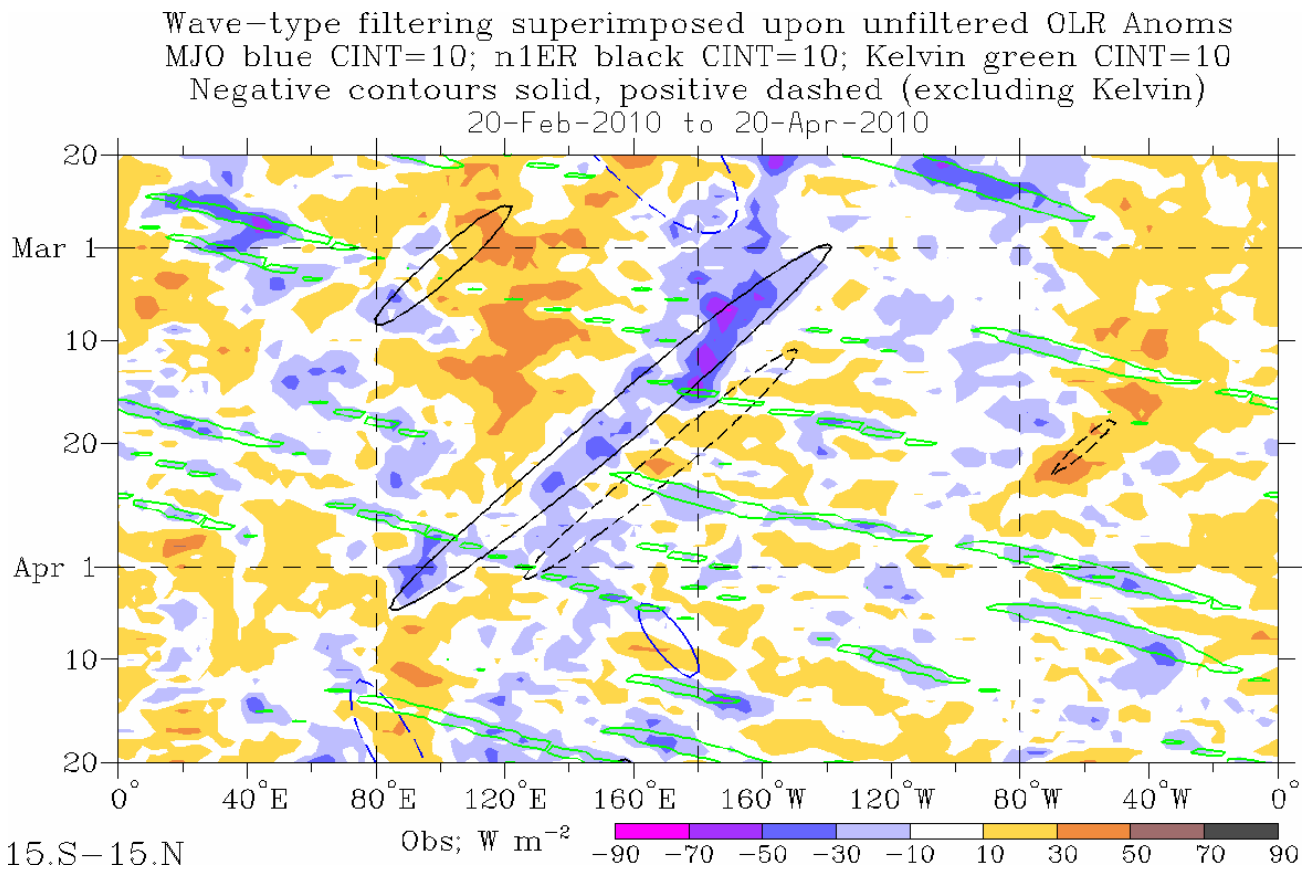 Wave-type filtering superimposed upon unfiltered OLR Anoms
MJO blue CINT=10; n1ER black CINT=10; Kelvin green CINT=10
Negative contours solid, positive dashed (excluding Kelvin)
20-Feb-2010 to 20-Apr-2010
20
Mar 1
10
20
Apr 1
10
20
0° 40°E 80°E 120°E 160°E 160°W 120°W 80°W 40°W 0°
Obs; W m⁻²
-90 -70 -50 -30 -10 10 30 50 70 90
15.S-15.N